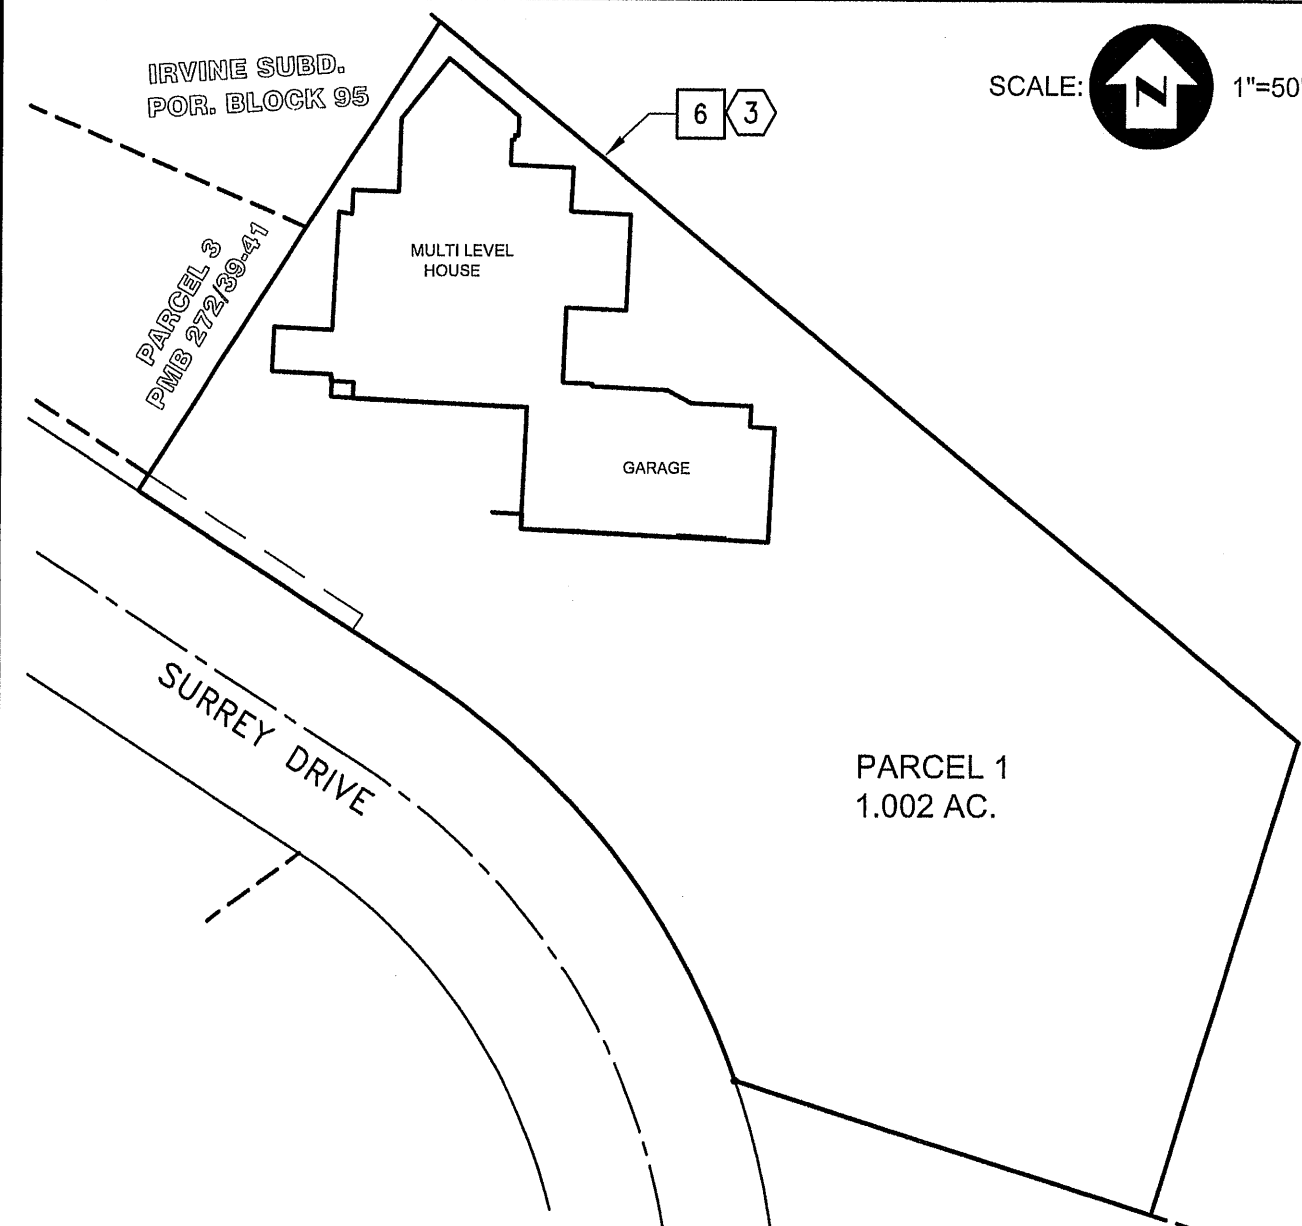 IRVINE SUBD.
POR. BLOCK 95
6
3
SCALE:
N
1"=50'
PARCEL 3
PMB 272/39-41
MULTI LEVEL
HOUSE
GARAGE
SURREY DRIVE
PARCEL 1
1.002 AC.